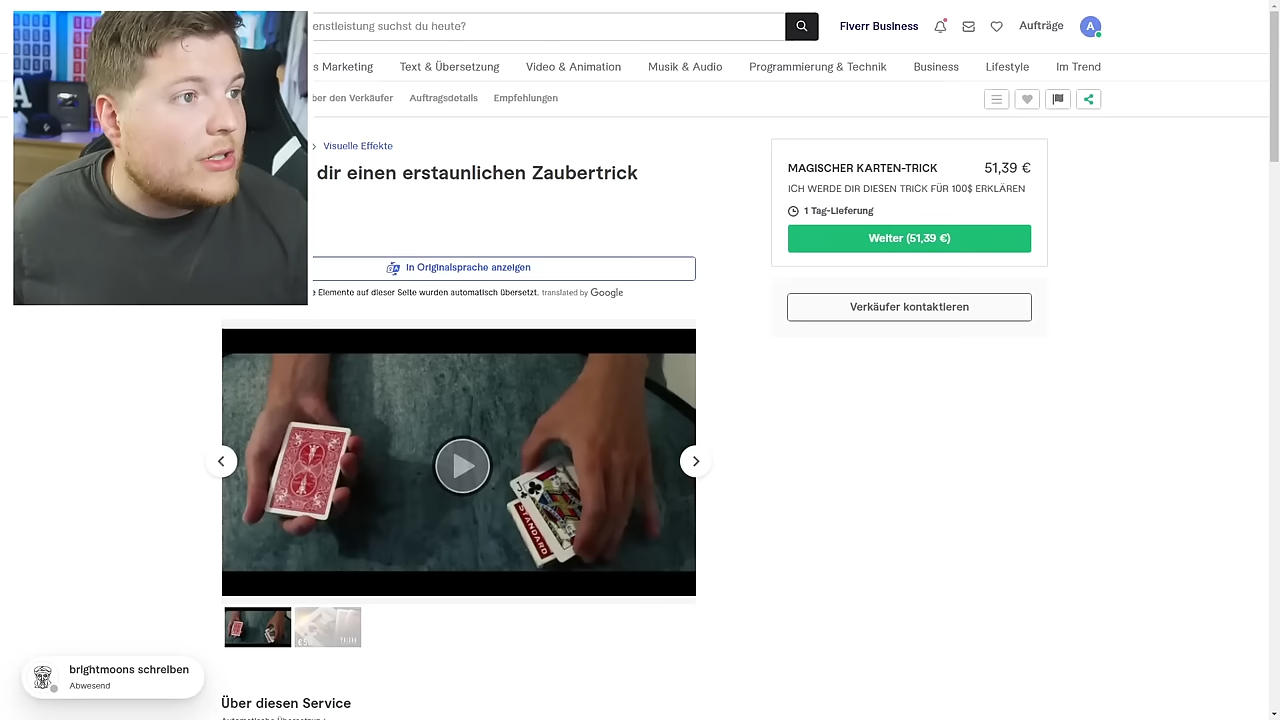 enstleistung suchst du heute?
Fiverr Business
Aufträge
A
s Marketing
Text & Übersetzung
Video & Animation
Musik & Audio
Programmierung & Technik
Business
Lifestyle
Im Trend
ber den Verkäufer
Auftragsdetails
Empfehlungen
Visuelle Effekte
dir einen erstaunlichen Zaubertrick
MAGISCHER KARTEN-TRICK
51,39 €
ICH WERDE DIR DIESEN TRICK FÜR 100$ ERKLÄREN
1 Tag-Lieferung
Weiter (51,39 €)
In Originalsprache anzeigen
e Elemente auf dieser Seite wurden automatisch übersetzt. translated by Google
Verkäufer kontaktieren
STANDARD
brightmoons schreiben
Abwesend
Über diesen Service